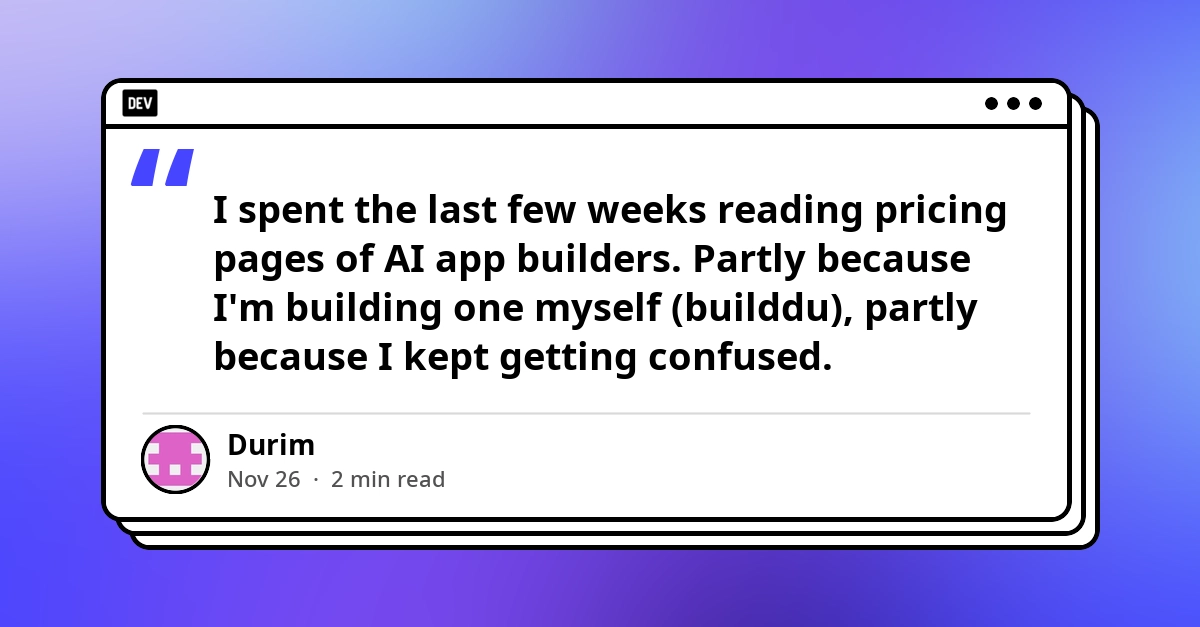 DEV
I spent the last few weeks reading pricing
pages of AI app builders. Partly because
I'm building one myself (builddu), partly
because I kept getting confused.
Durim
Nov 26 · 2 min read